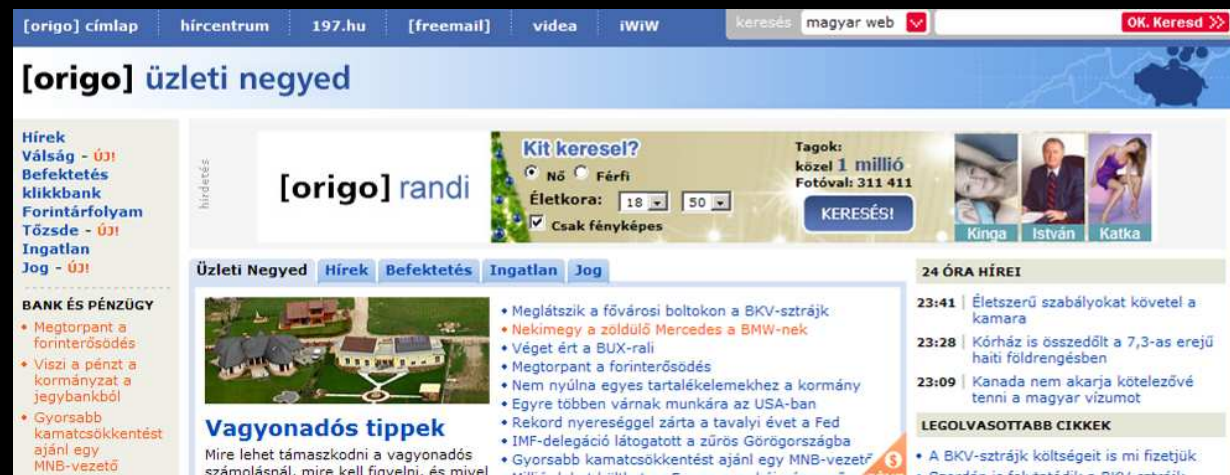 [origo] címlap hírcentrum 197.hu [freemail] videa iWiW keresés magyar web OK. Keresd
[origo] üzleti negyed
Hírek
Válság - ÚJ!
Befektetés
klikkbank
Forintárfolyam
Tőzsde - ÚJ!
Ingatlan
Jog - ÚJ!
BANK ÉS PÉNZÜGY
• Megtorpant a
forinterősödés
• Viszi a pénzt a
kormányzat a
jegybankból
• Gyorsabb
kamatcsökkentést
ajánl egy
MNB-vezető
hirdetés
[origo] randi
Kit keresel?
Nő Férfi
Életkora: 18 50
Csak fényképes
Tagok:
közel 1 millió
Fotóval: 311 411
KERESÉS!
Kinga István Katka
Üzleti Negyed Hírek Befektetés Ingatlan Jog
Vagyonadós tippek
Mire lehet támaszkodni a vagyonadós
számolásnál, mire kell figyelni, és mivel
• Meglátszik a fővárosi boltokon a BKV-sztrájk
• Nekimegy a zöldülő Mercedes a BMW-nek
• Véget ért a BUX-rali
• Megtorpant a forinterősödés
• Nem nyúlna egyes tartalékelemekhez a kormány
• Egyre többen várnak munkára az USA-ban
• Rekord nyereséggel zárta a tavalyi évet a Fed
• IMF-delegáció látogatott a zűrös Görögországba
• Gyorsabb kamatcsökkentést ajánl egy MNB-vezető
24 ÓRA HÍREI
23:41 | Életszerű szabályokat követel a
kamara
23:28 | Kórház is összedőlt a 7,3-as erejű
haiti földrengésben
23:09 | Kanada nem akarja kötelezővé
tenni a magyar vízumot
LEGOLVASOTTABB CIKKEK
• A BKV-sztrájk költségeit is mi fizetjük